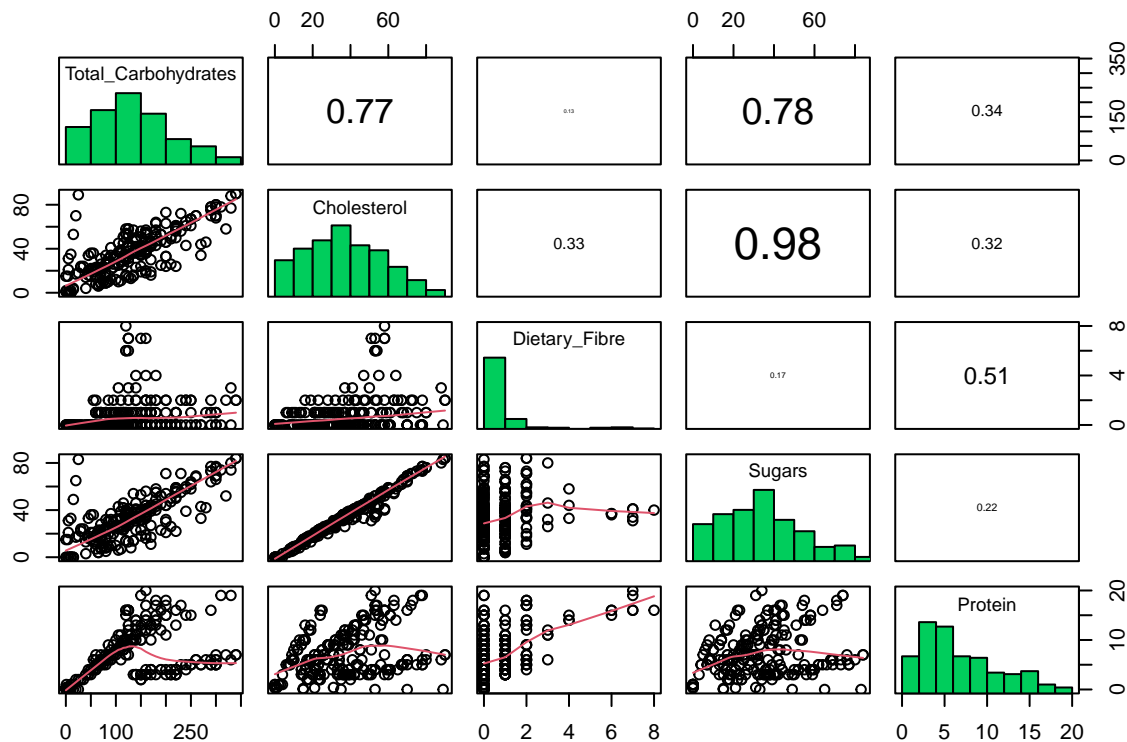 0 20 60
0 20 60
Total_Carbohydrates
0.77
0.13
0.78
0.34
0 150 350
0 40 80
Cholesterol
0.33
0.98
0.32
Dietary_Fibre
0.17
0.51
0 4 8
0 40 80
Sugars
0.22
Protein
0 10 20
0 100 250
0 2 4 6 8
0 5 10 15 20